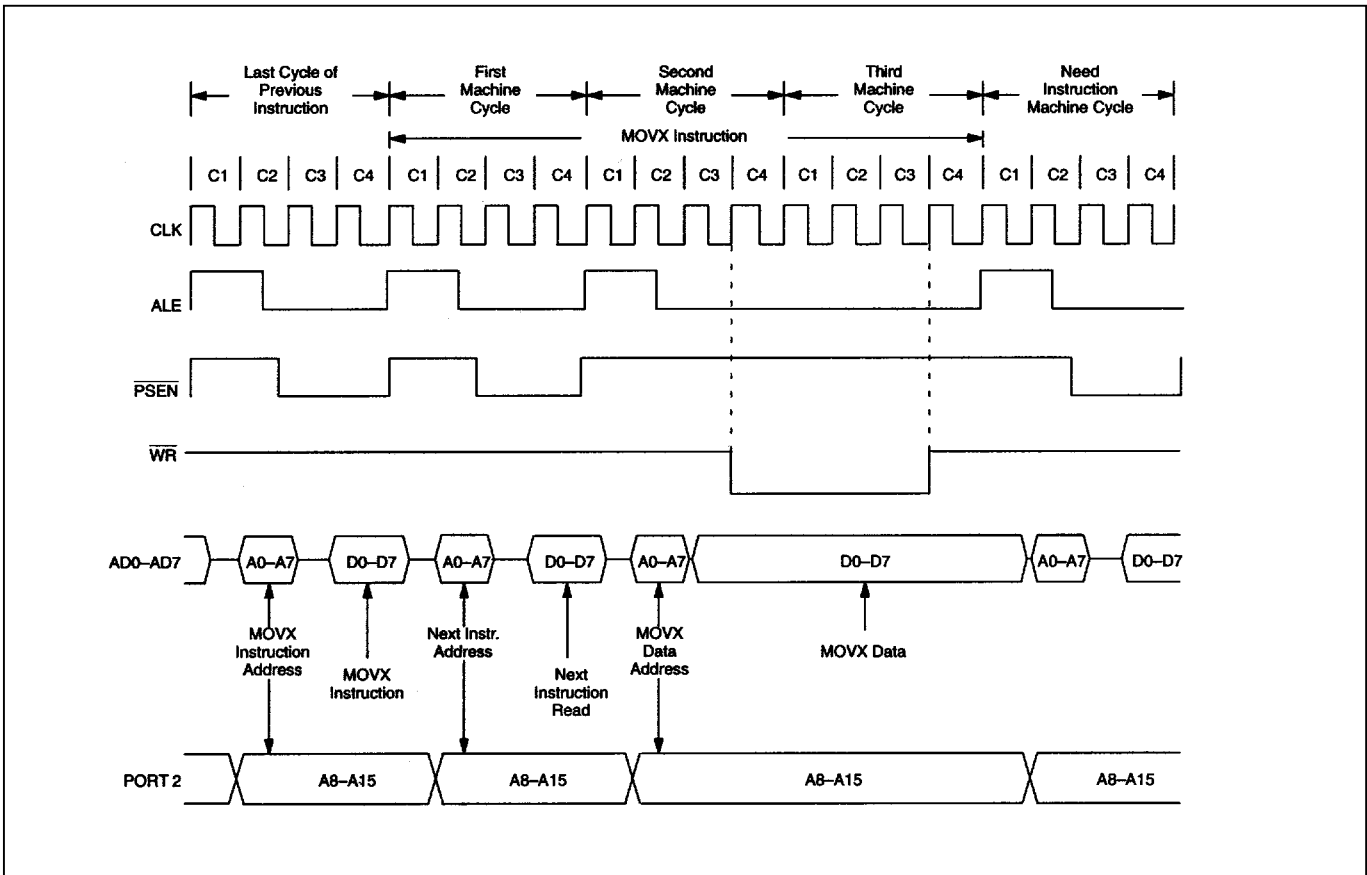 Last Cycle of
Previous
Instruction
First
Machine
Cycle
Second
Machine
Cycle
Third
Machine
Cycle
Need
Instruction
Machine Cycle
MOVX Instruction
C1 C2 C3 C4 C1 C2 C3 C4 C1 C2 C3 C4 C1 C2 C3 C4 C1 C2 C3 C4
CLK
ALE
PSEN
WR
AD0–AD7 A0–A7 D0–D7 A0–A7 D0–D7 A0–A7 D0–D7 A0–A7 D0–D7
MOVX
Instruction
Address
MOVX
Instruction
Next Instr.
Address
Next
Instruction
Read
MOVX
Data
Address
MOVX Data
PORT 2 A8–A15 A8–A15 A8–A15 A8–A15